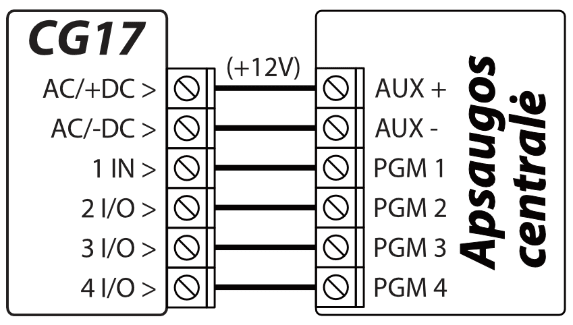 CG17
AC/+DC >
AC/-DC >
1 IN >
2 I/O >
3 I/O >
4 I/O >
(+12V)
AUX +
AUX -
PGM 1
PGM 2
PGM 3
PGM 4
Apsaugos
centralė